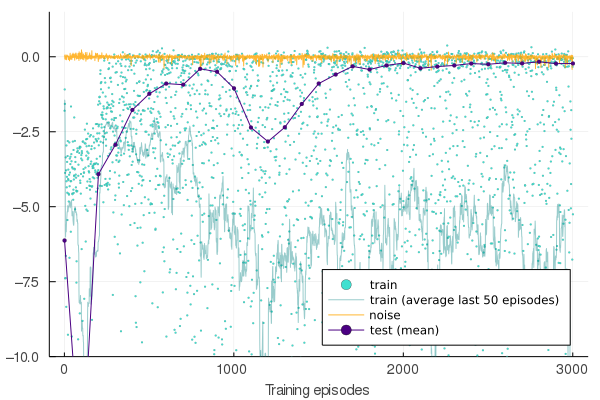 0.0
−2.5
−5.0
−7.5
−10.0
0
1000
2000
3000
Training episodes
train
train (average last 50 episodes)
noise
test (mean)